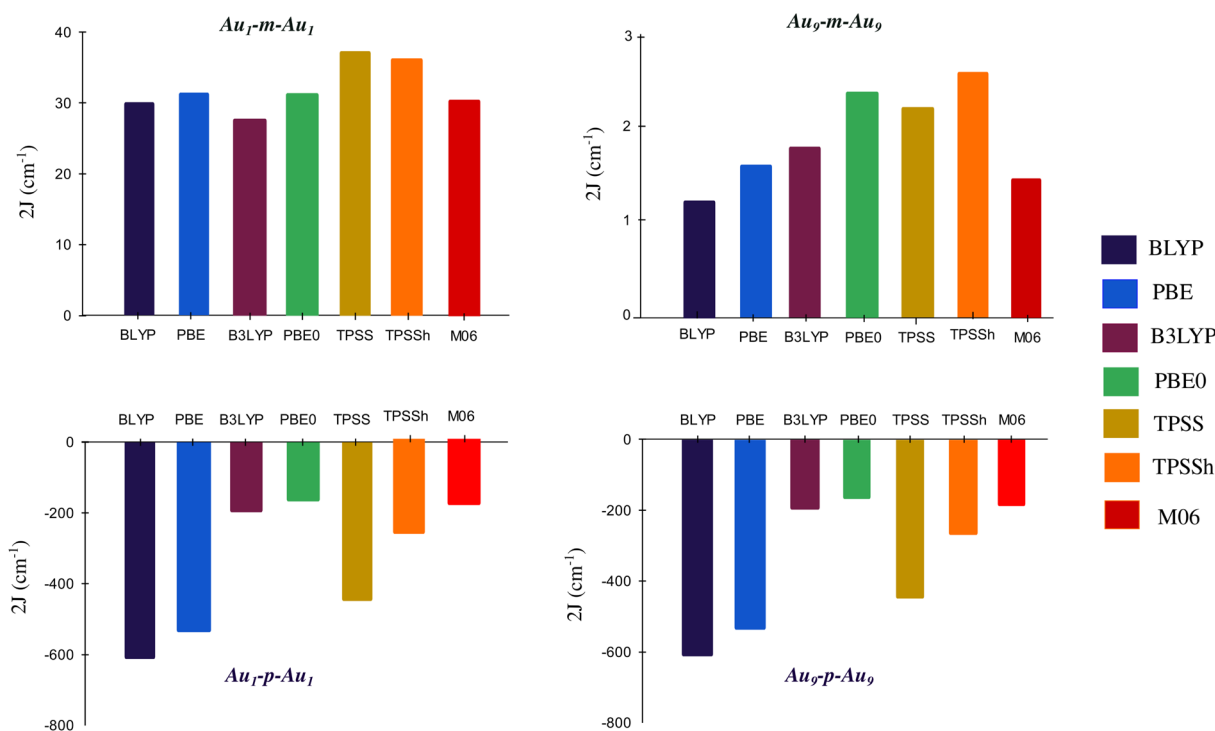 Au1-m-Au1
40
30
20
10
0
2J (cm-1)
BLYP PBE B3LYP PBE0 TPSS TPSSh M06
Au9-m-Au9
3
2
1
0
2J (cm-1)
BLYP PBE B3LYP PBE0 TPSS TPSSh M06
BLYP PBE B3LYP PBE0 TPSS TPSSh M06
0
-200
-400
-600
-800
2J (cm-1)
Au1-p-Au1
BLYP PBE B3LYP PBE0 TPSS TPSSh M06
0
-200
-400
-600
-800
2J (cm-1)
Au9-p-Au9
BLYP
PBE
B3LYP
PBE0
TPSS
TPSSh
M06